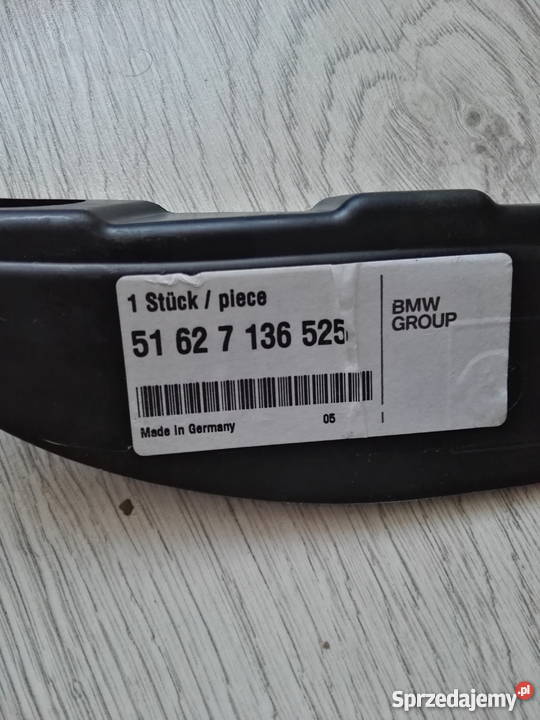 1 Stück / piece
51 62 7 136 525
BMW
GROUP
Made in Germany
05
Sprzedajemy.pl